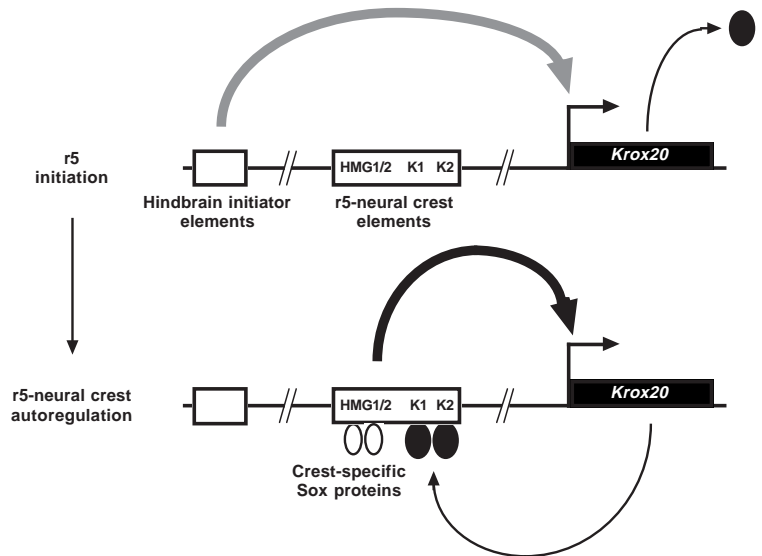 Krox20
r5
initiation
HMG1/2 K1 K2
Hindbrain initiator
elements
r5-neural crest
elements
r5-neural crest
autoregulation
Krox20
HMG1/2 K1 K2
Crest-specific
Sox proteins